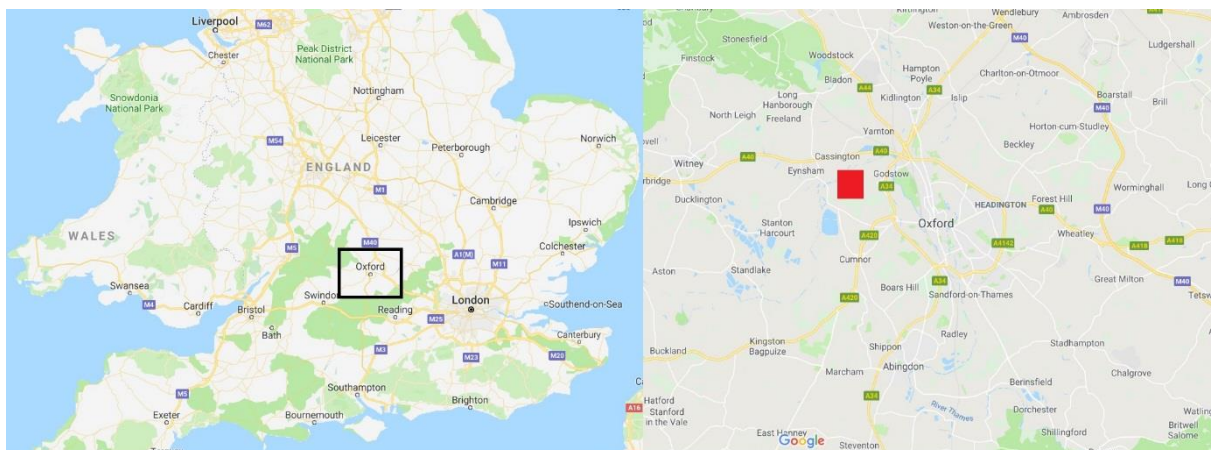 Liverpool
M62
Chester
Peak District
National Park
Snowdonia
National Park
Nottingham
M54
Leicester
Peterborough
Norwich
ENGLAND
M1
WALES
Cambridge
M5
M40
Ipswich
A1(M)
M11
Colchester
Oxford
Swansea
M4
Cardiff
Swindon
London
Southend-on-Sea
Bristol
Reading
M25
Bath
Canterbury
M3
M20
M23
Southampton
M5
Brighton
Exeter
Bournemouth
Stonesfield
Finstock
Woodstock
Weston-on-the-Green
Wendlebury
Ambrosden
M40
Ludgershall
Bladon
A44
Hampton
Poyle
Charlton-on-Otmoor
Long
Hanborough
Freeland
Kidlington
A34
Islip
Boarstall
Brill
M40
North Leigh
Yarnton
Horton-cum-Studley
Witney
A40
Cassington
A40
Beckley
Eynsham
Godstow
A34
Ducklington
Worminghall
HEADINGTON
Forest Hill
A40
M40
Stanton
Harcourt
Oxford
A420
Wheatley
A418
A418
A4142
Aston
Standlake
Cumnor
A34
Great Milton
Boars Hill
Sandford-on-Thames
A420
Kingston
Bagpuize
Radley
Buckland
Shippon
Stadhampton
Marcham
Abingdon
Chalgrove
A34
Berinsfield
Hatford
Stanford
in the Vale
River Thames
Dorchester
A16
East Hanney
Google
Shillingford
Britwell
Salome
Steventon